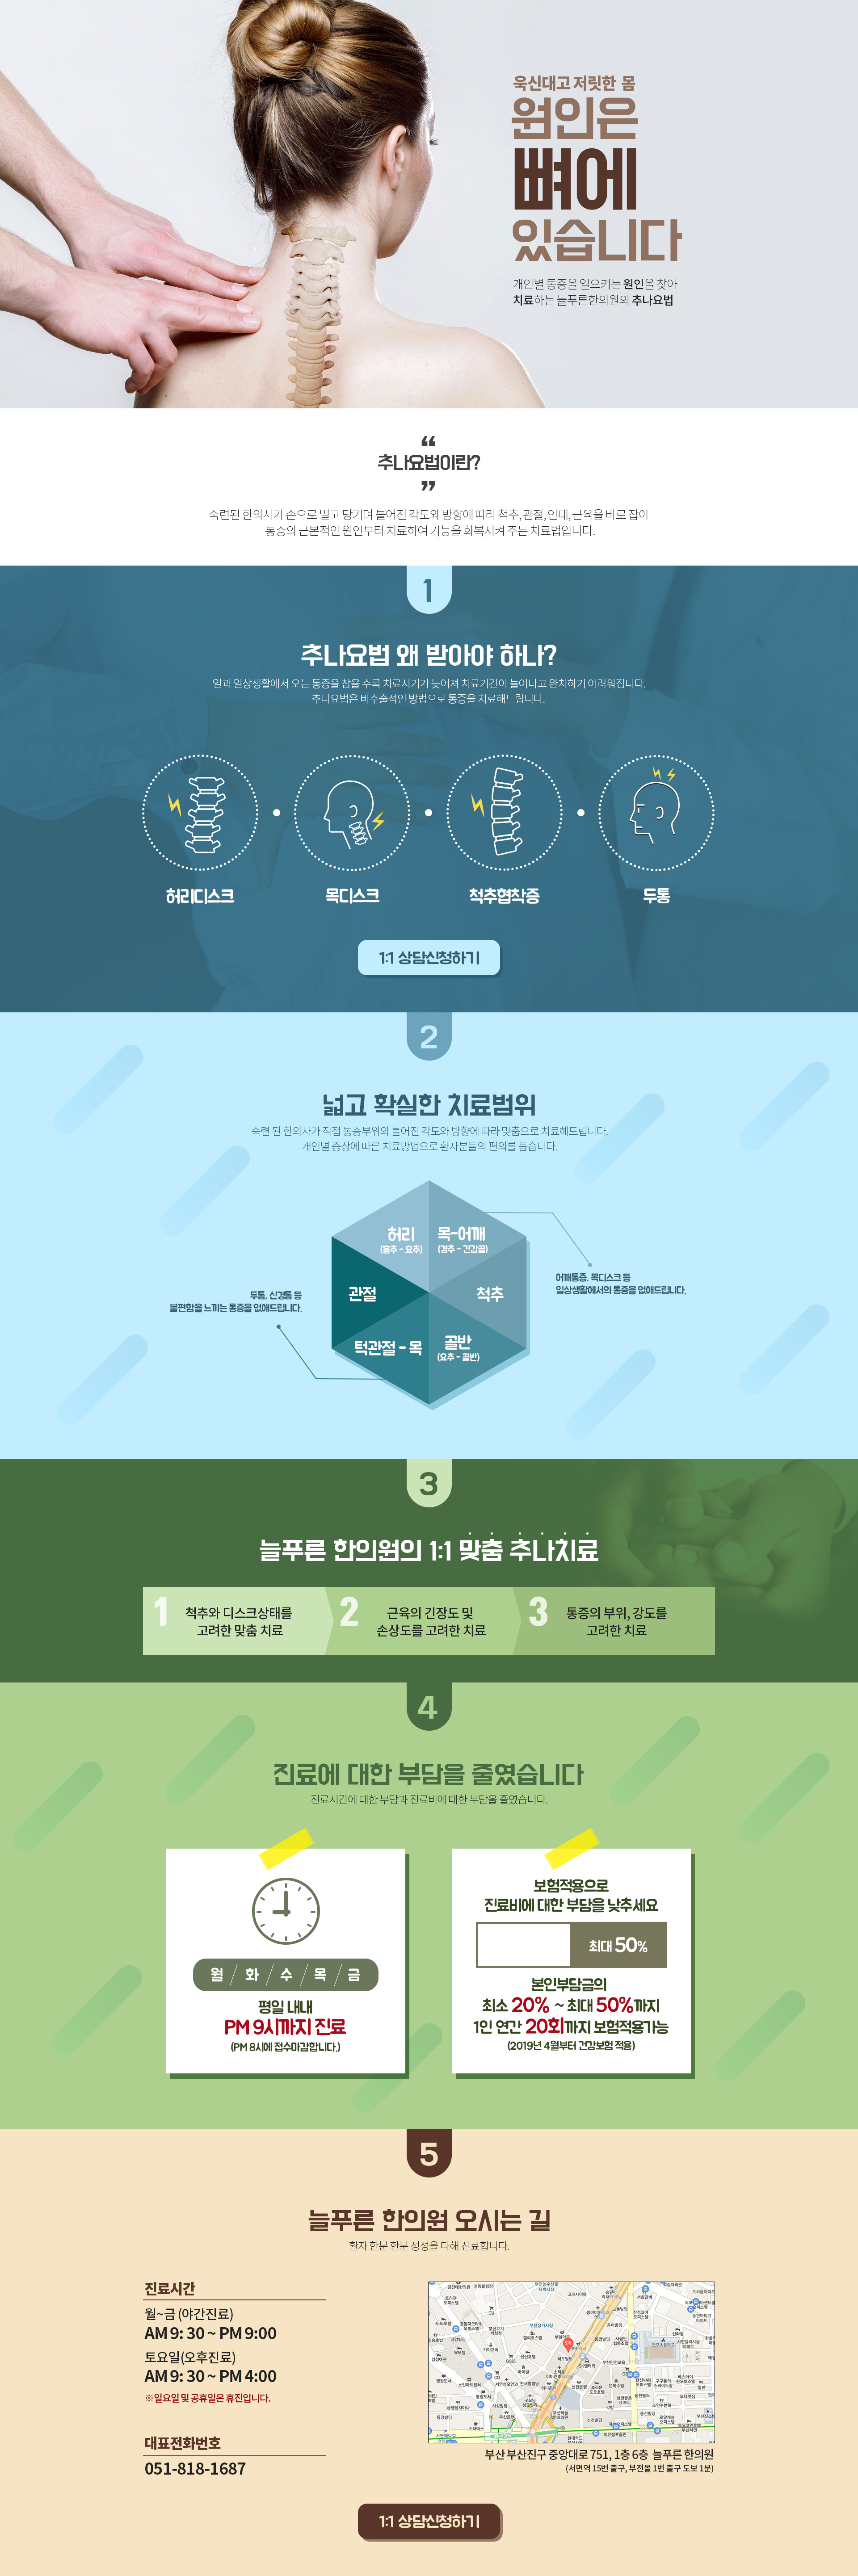 욱신대고 저릿한 몸
원인은
뼈에
있습니다
개인별 통증을 일으키는 원인을 찾아
치료하는 늘푸른한의원의 추나요법
“
추나요법이란?
”
숙련된 한의사가 손으로 밀고 당기며 틀어진 각도와 방향에 따라 척추, 관절, 인대, 근육을 바로 잡아
통증의 근본적인 원인부터 치료하여 기능을 회복시켜 주는 치료법입니다.
1
추나요법 왜 받아야 하나?
일과 일상생활에서 오는 통증을 참을 수록 치료시기가 늦어져 치료기간이 늘어나고 완치하기 어려워집니다.
추나요법은 비수술적인 방법으로 통증을 치료해드립니다.
허리디스크
목디스크
척추협착증
두통
1:1 상담신청하기
2
넓고 확실한 치료범위
숙련 된 한의사가 직접 통증부위의 틀어진 각도와 방향에 따라 맞춤으로 치료해드립니다.
개인별 증상에 따른 치료방법으로 환자분들의 편의를 돕습니다.
허리
(흉추 - 요추)
목-어깨
(경추 - 견갑골)
어깨통증, 목디스크 등
일상생활에서의 통증을 없애드립니다.
관절
척추
두통, 신경통 등
불편함을 느끼는 통증을 없애드립니다.
턱관절 - 목
골반
(요추 - 골반)
3
늘푸른 한의원의 1:1 맞춤 추나치료
1
척추와 디스크상태를
고려한 맞춤 치료
2
근육의 긴장도 및
손상도를 고려한 치료
3
통증의 부위, 강도를
고려한 치료
4
진료에 대한 부담을 줄였습니다
진료시간에 대한 부담과 진료비에 대한 부담을 줄였습니다.
월 / 화 / 수 / 목 / 금
평일 내내
PM 9시까지 진료
(PM 8시에 접수마감합니다.)
보험적용으로
진료비에 대한 부담을 낮추세요
최대 50%
본인부담금의
최소 20% ~ 최대 50%까지
1인 연간 20회까지 보험적용가능
(2019년 4월부터 건강보험 적용)
5
늘푸른 한의원 오시는 길
환자 한분 한분 정성을 다해 진료합니다.
진료시간
월~금 (야간진료)
AM 9: 30 ~ PM 9:00
토요일(오후진료)
AM 9: 30 ~ PM 4:00
※일요일 및 공휴일은 휴진입니다.
대표전화번호
051-818-1687
부산 부산진구 중앙대로 751, 1층 6층 늘푸른 한의원
(서면역 15번 출구, 부전몰 1번 출구 도보 1분)
1:1 상담신청하기